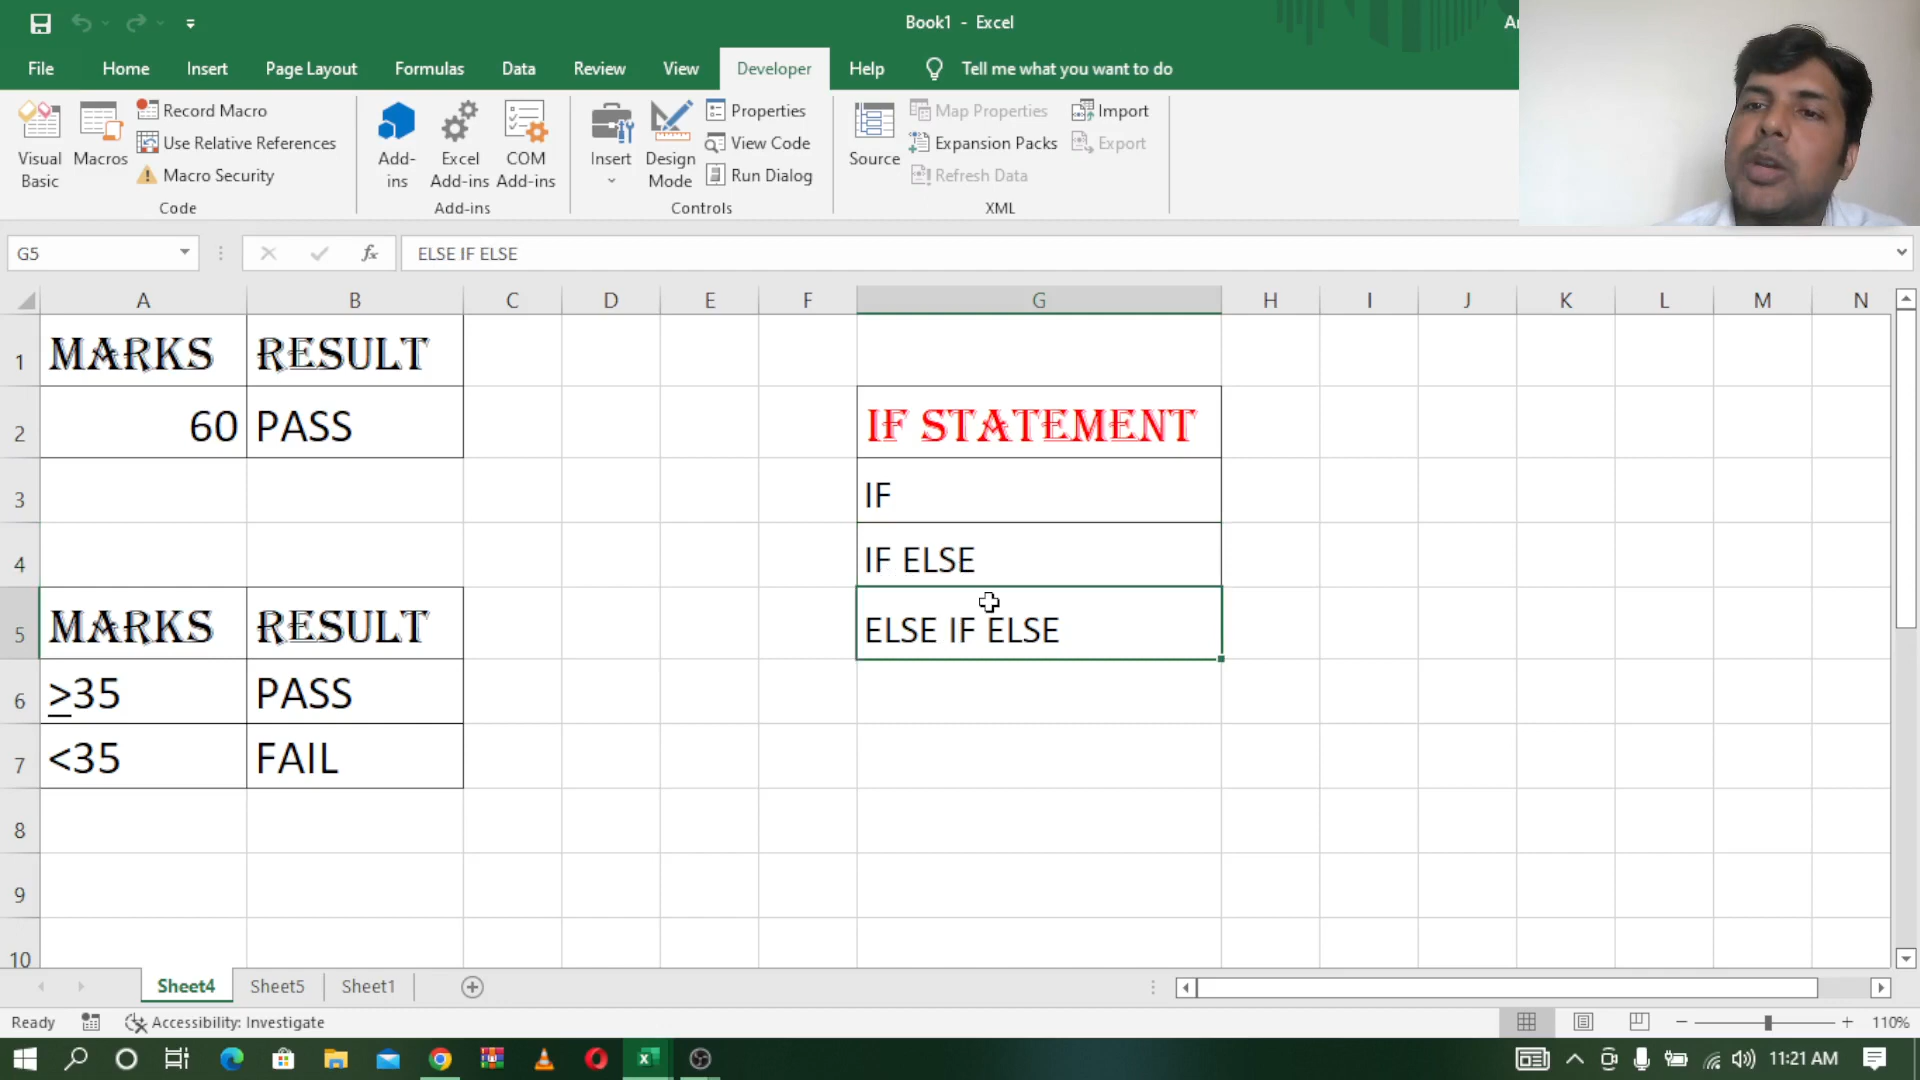 Book1 - Excel
File Home Insert Page Layout Formulas Data Review View Developer Help Tell me what you want to do
Visual Basic
Macros
Record Macro
Use Relative References
Macro Security
Code
Add-ins
Excel Add-ins
COM Add-ins
Add-ins
Insert
Design Mode
Properties
View Code
Run Dialog
Controls
Source
Map Properties
Expansion Packs
Refresh Data
Import
Export
XML
G5 fx ELSE IF ELSE
A B C D E F G H I J K L M N
1 MARKS RESULT
2 60 PASS IF STATEMENT
3 IF
4 IF ELSE
5 MARKS RESULT ELSE IF ELSE
6 >35 PASS
7 <35 FAIL
8
9
10
Sheet4 Sheet5 Sheet1
Ready Accessibility: Investigate 110%
11:21 AM